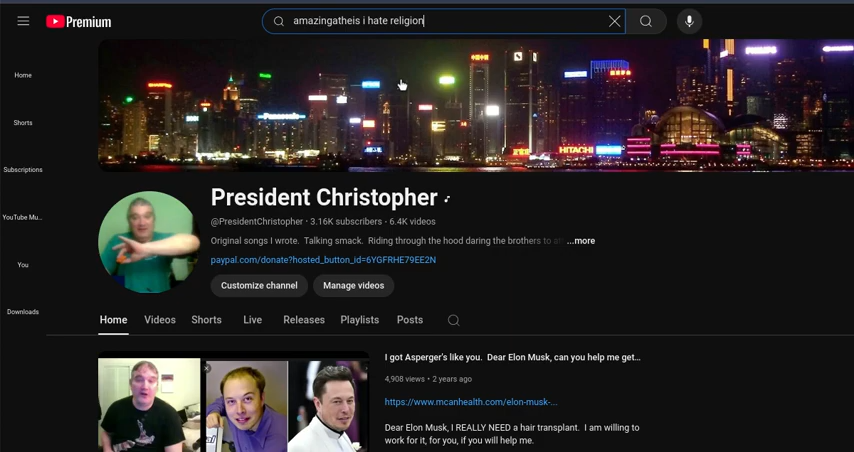 Premium
amazingatheis i hate religion
Home
Shorts
Subscriptions
YouTube Mu...
You
Downloads
Panasonic
HITACHI
PHILIPS
President Christopher
@PresidentChristopher · 3.16K subscribers · 6.4K videos
Original songs I wrote. Talking smack. Riding through the hood daring the brothers to ...more
paypal.com/donate?hosted_button_id=6YGFRHE79EE2N
Customize channel
Manage videos
Home Videos Shorts Live Releases Playlists Posts
I got Asperger's like you. Dear Elon Musk, can you help me get...
4,908 views • 2 years ago
https://www.mcanhealth.com/elon-musk-...
Dear Elon Musk, I REALLY NEED a hair transplant. I am willing to
work for it, for you, if you will help me.